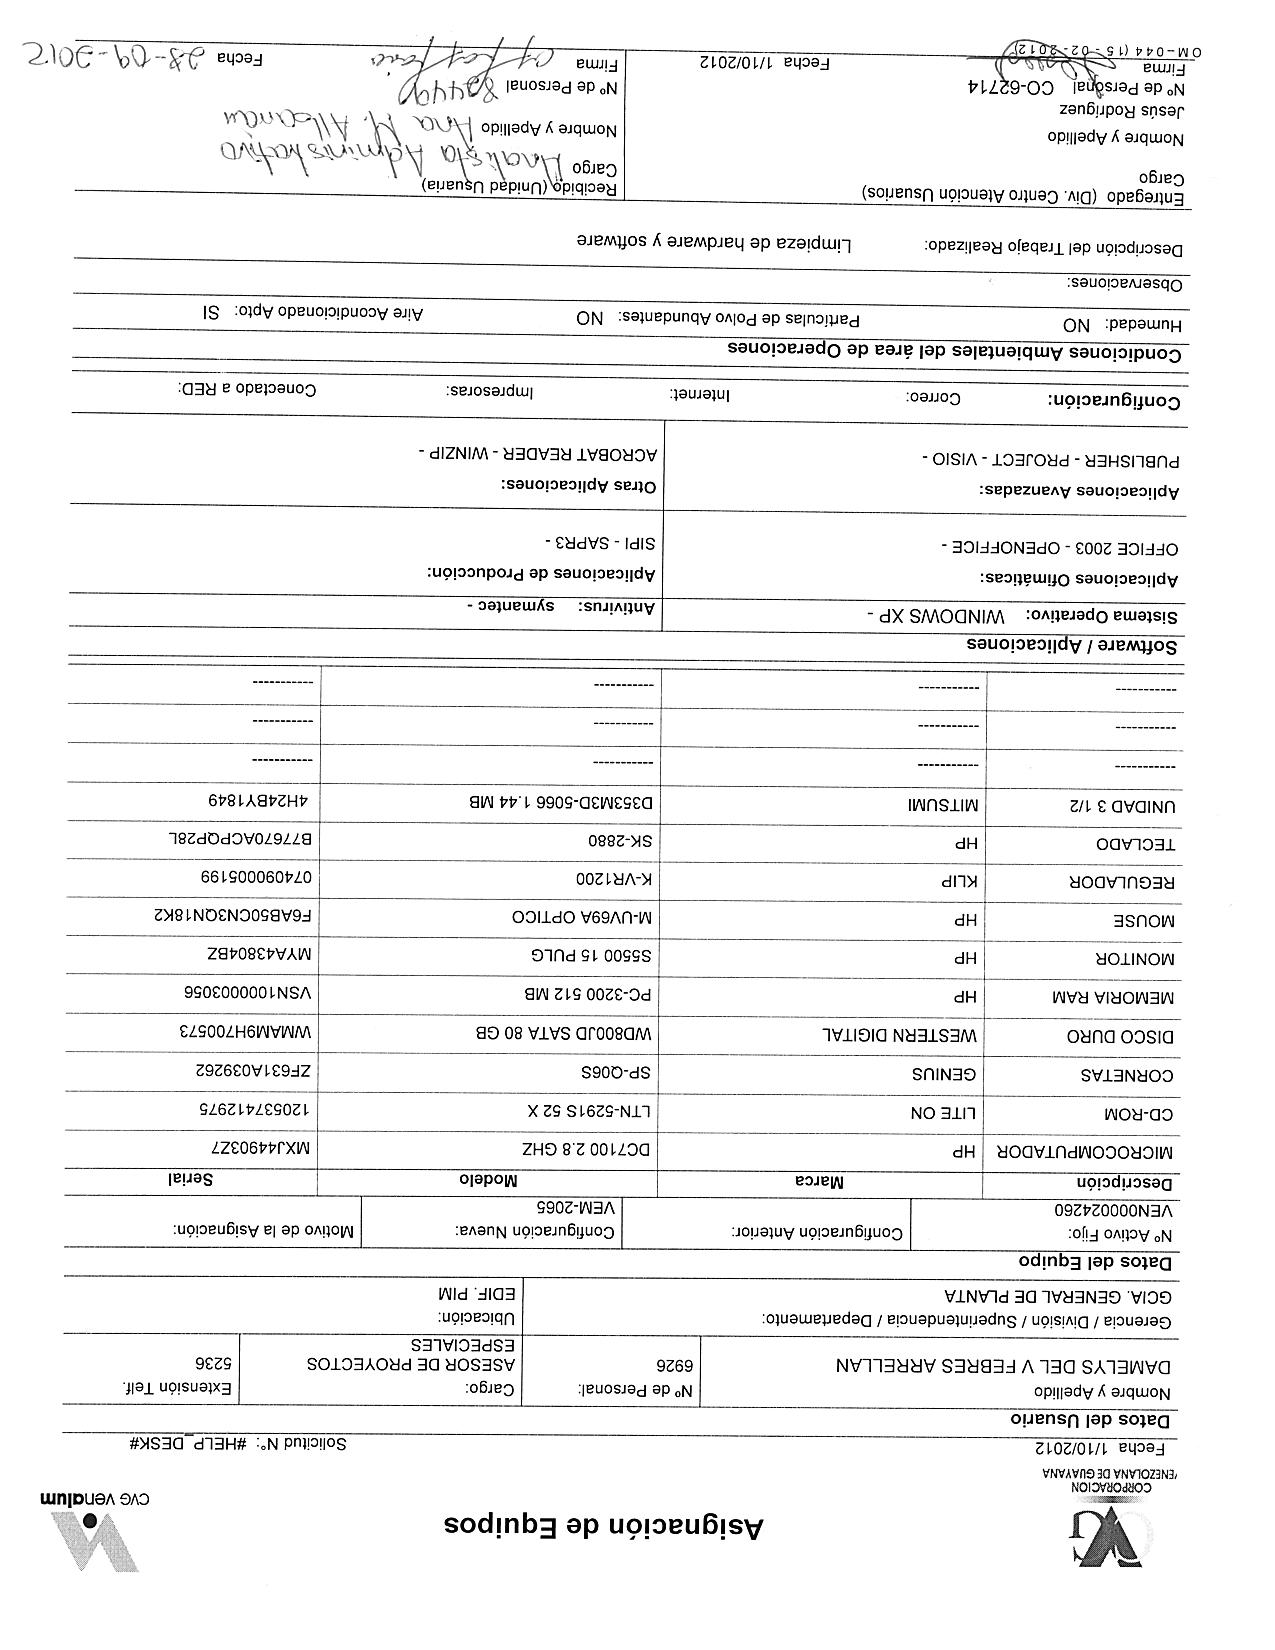 CORPORACION
VENEZOLANA DE GUAYANA
Asignación de Equipos
CVG venalum
Fecha 1/10/2012 Solicitud Nº: #HELP_DESK#
Datos del Usuario
Nombre y Apellido Nº de Personal: Cargo: Extensión Telf.
DAMELYS DEL V FEBRES ARRELLAN 6926 ASESOR DE PROYECTOS 5236
ESPECIALES
Gerencia / División / Superintendencia / Departamento: Ubicación:
GCIA. GENERAL DE PLANTA EDIF. PIM
Datos del Equipo
Nº Activo Fijo: Configuración Anterior: Configuración Nueva: Motivo de la Asignación:
VEN0000024260 VEM-2065
Descripción Marca Modelo Serial
MICROCOMPUTADOR HP DC7100 2.8 GHZ MXJ44903Z7
CD-ROM LITE ON LTN-5291S 52 X 1205374129​75
CORNETAS GENIUS SP-Q06S ZF631A039262
DISCO DURO WESTERN DIGITAL WD800JD SATA 80 GB WMAM9H700573
MEMORIA RAM HP PC-3200 512 MB VSN1000003056
MONITOR HP S5500 15 PULG MYA43804BZ
MOUSE HP M-UV69A OPTICO F6AB50CN3QN18K2
REGULADOR KLIP K-VR1200 074090005199
TECLADO HP SK-2880 B77670ACPQP28L
UNIDAD 3 1/2 MITSUMI D353M3D-5066 1.44 MB 4H24BY1849
----------- ----------- ----------- -----------
----------- ----------- ----------- -----------
----------- ----------- ----------- -----------
Software / Aplicaciones
Sistema Operativo: WINDOWS XP - Antivirus: symantec -
Aplicaciones Ofimáticas: Aplicaciones de Producción:
OFFICE 2003 - OPENOFFICE - SIPI - SAPR3 -
Aplicaciones Avanzadas: Otras Aplicaciones:
PUBLISHER - PROJECT - VISIO - ACROBAT READER - WINZIP -
Configuración: Correo: Internet: Impresoras: Conectado a RED:
Condiciones Ambientales del área de Operaciones
Humedad: NO Particulas de Polvo Abundantes: NO Aire Acondicionado Apto: SI
Observaciones:
Descripción del Trabajo Realizado: Limpieza de hardware y software
Entregado (Div. Centro Atención Usuarios) Recibido (Unidad Usuaria)
Cargo Cargo Analista Administrativo
Nombre y Apellido Nombre y Apellido Ana M. Alcarán
Jesús Rodríguez
Nº de Personal CO-62714 Nº de Personal
Firma Fecha 1/10/2012 Firma Fecha 28-09-2012
OM-044 (15 - 02- 2012)